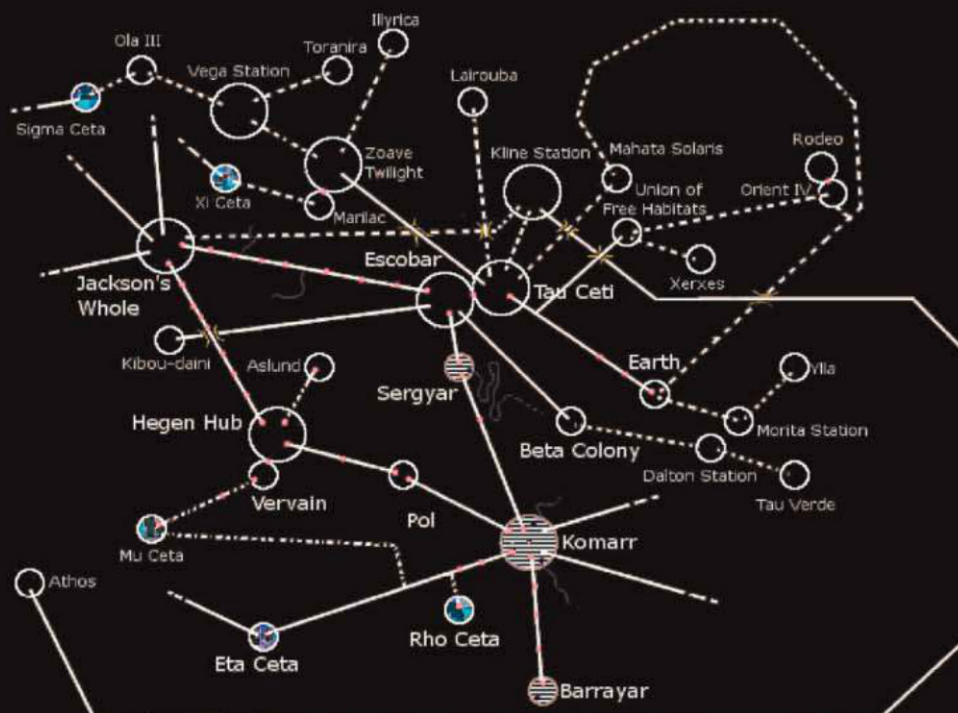 Illyrica
Ola III
Toranira
Vega Station
Lairouba
Sigma Ceta
Zoave
Twilight
Kline Station
Mahata Solaris
Rodeo
Xi Ceta
Marilac
Union of
Free Habitats
Orient IV
Escobar
Xerxes
Jackson's
Whole
Tau Ceti
Kibou-daini
Aslund
Earth
Ylla
Sergyar
Hegen Hub
Morita Station
Beta Colony
Dalton Station
Vervain
Tau Verde
Pol
Mu Ceta
Komarr
Athos
Rho Ceta
Eta Ceta
Barrayar